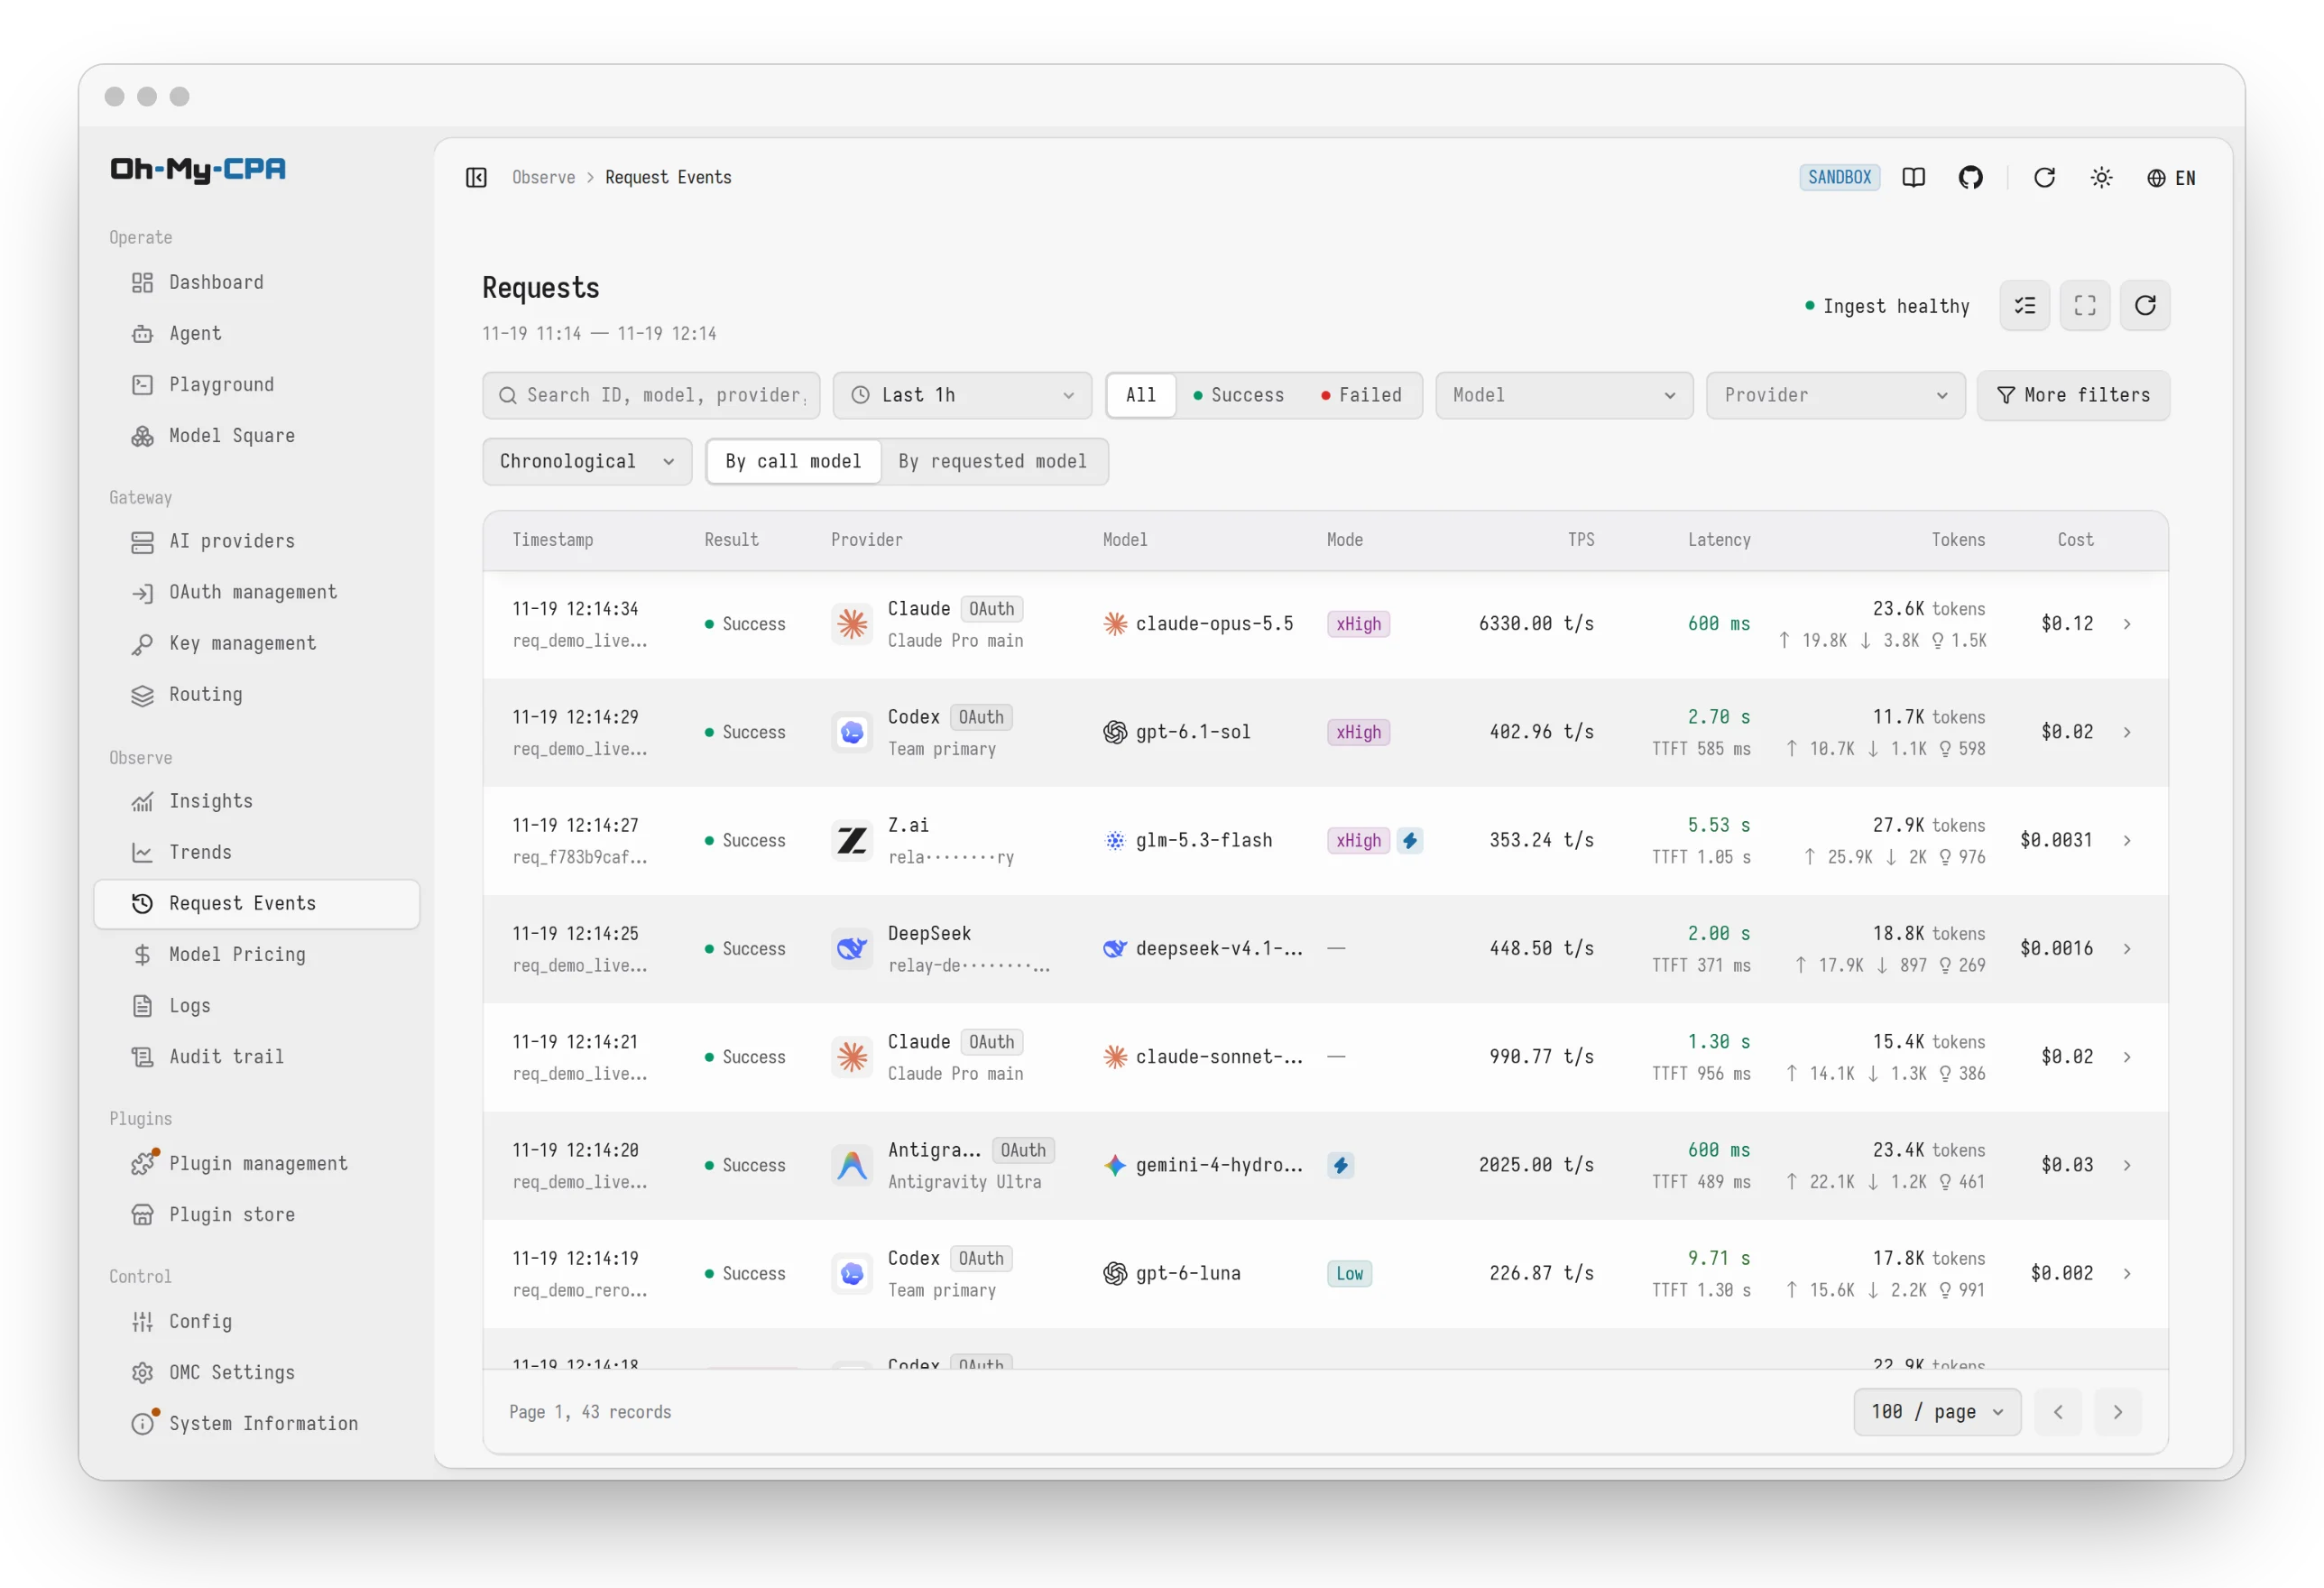 Oh-My-CPA
Operate
Dashboard
Agent
Playground
Model Square
Gateway
AI providers
OAuth management
Key management
Routing
Observe
Insights
Trends
Request Events
Model Pricing
Logs
Audit trail
Plugins
Plugin management
Plugin store
Control
Config
OMC Settings
System Information
Observe > Request Events
SANDBOX
EN
Requests
11-19 11:14 — 11-19 12:14
Ingest healthy
Search ID, model, provider,
Last 1h
All Success Failed
Model
Provider
More filters
Chronological
By call model By requested model
Timestamp Result Provider Model Mode TPS Latency Tokens Cost
11-19 12:14:34 Claude OAuth 23.6K tokens
Success claude-opus-5.5 xHigh 6330.00 t/s 600 ms $0.12
req_demo_live... Claude Pro main ↑ 19.8K ↓ 3.8K 1.5K
11-19 12:14:29 Codex OAuth 2.70 s 11.7K tokens
Success gpt-6.1-sol xHigh 402.96 t/s $0.02
req_demo_live... Team primary TTFT 585 ms ↑ 10.7K ↓ 1.1K 598
11-19 12:14:27 Z.ai 5.53 s 27.9K tokens
Success glm-5.3-flash xHigh 353.24 t/s $0.0031
req_f783b9caf... rela········ry TTFT 1.05 s ↑ 25.9K ↓ 2K 976
11-19 12:14:25 DeepSeek 2.00 s 18.8K tokens
Success deepseek-v4.1-... — 448.50 t/s $0.0016
req_demo_live... relay-de········... TTFT 371 ms ↑ 17.9K ↓ 897 269
11-19 12:14:21 Claude OAuth 1.30 s 15.4K tokens
Success claude-sonnet-... — 990.77 t/s $0.02
req_demo_live... Claude Pro main TTFT 956 ms ↑ 14.1K ↓ 1.3K 386
11-19 12:14:20 Antigra... OAuth 600 ms 23.4K tokens
Success gemini-4-hydro... 2025.00 t/s $0.03
req_demo_live... Antigravity Ultra TTFT 489 ms ↑ 22.1K ↓ 1.2K 461
11-19 12:14:19 Codex OAuth 9.71 s 17.8K tokens
Success gpt-6-luna Low 226.87 t/s $0.002
req_demo_rero... Team primary TTFT 1.30 s ↑ 15.6K ↓ 2.2K 991
11-19 12:14:18 Codex OAuth 22.9K tokens
Page 1, 43 records
100 / page